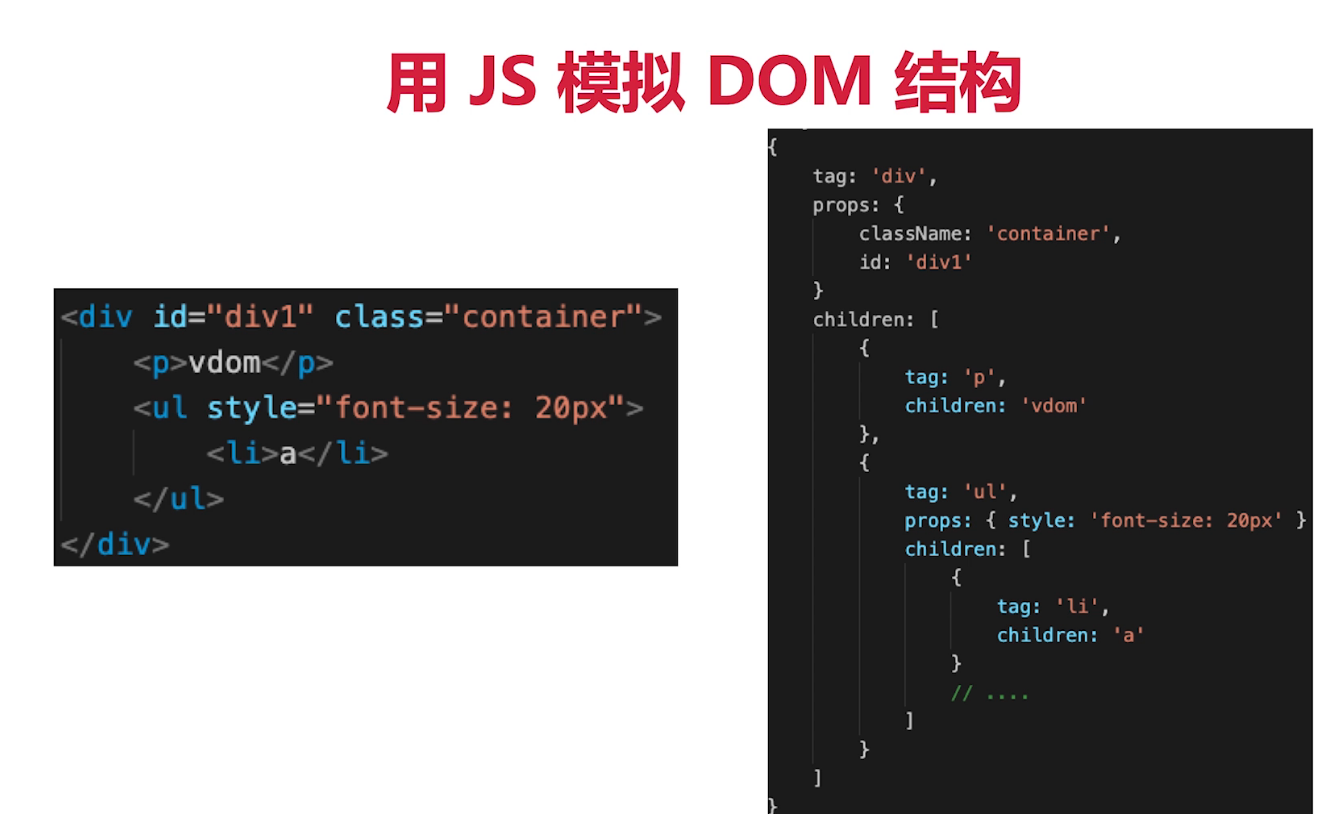 用 JS 模拟 DOM 结构
<div id="div1" class="container">
    <p>vdom</p>
    <ul style="font-size: 20px">
        <li>a</li>
    </ul>
</div>
{
    tag: 'div',
    props: {
        className: 'container',
        id: 'div1'
    }
    children: [
        {
            tag: 'p',
            children: 'vdom'
        },
        {
            tag: 'ul',
            props: { style: 'font-size: 20px' }
            children: [
                {
                    tag: 'li',
                    children: 'a'
                }
                // ....
            ]
        }
    ]
}